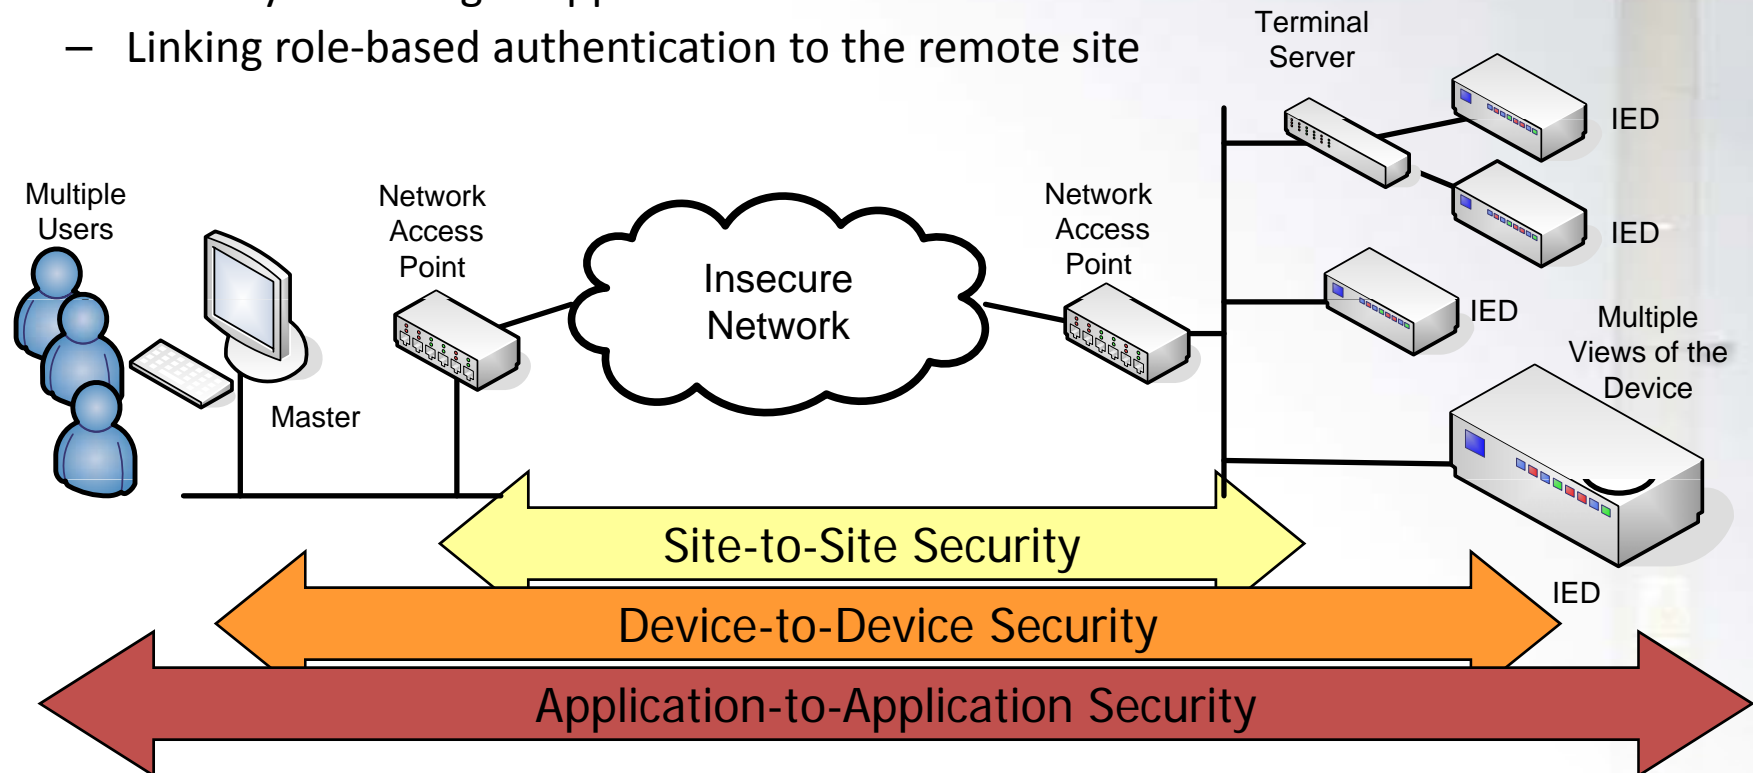 – Linking role-based authentication to the remote site
Terminal
Server
IED
IED
Multiple
Users
Network
Access
Point
Insecure
Network
Network
Access
Point
IED
Multiple
Views of the
Device
Master
IED
Site-to-Site Security
Device-to-Device Security
Application-to-Application Security